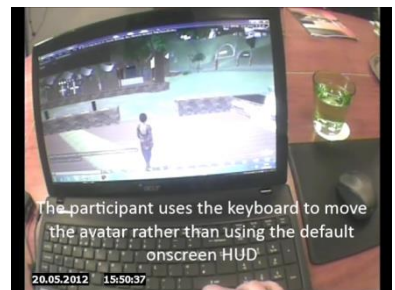 acer
The participant uses the keyboard to move
the avatar rather than using the default
onscreen HUD
20.05.2012 15:50:37